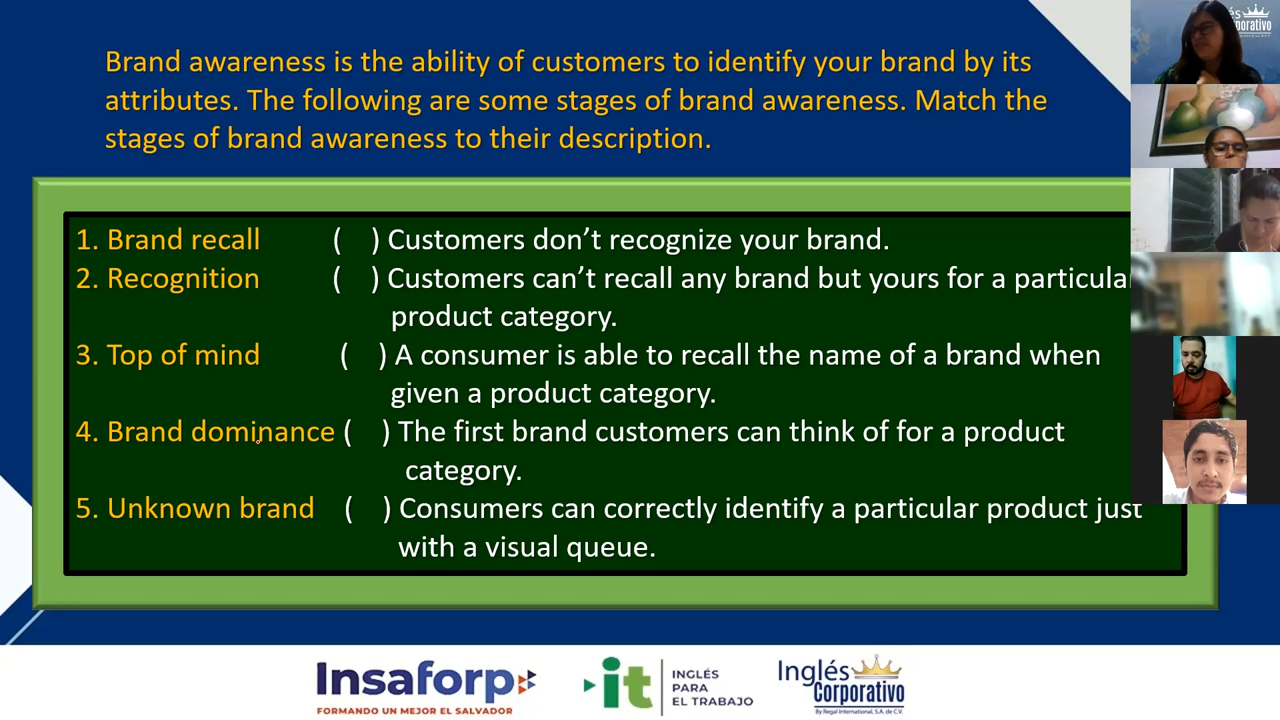 Brand awareness is the ability of customers to identify your brand by its
attributes. The following are some stages of brand awareness. Match the
stages of brand awareness to their description.
1. Brand recall ( ) Customers don’t recognize your brand.
2. Recognition ( ) Customers can’t recall any brand but yours for a particular
product category.
3. Top of mind ( ) A consumer is able to recall the name of a brand when
given a product category.
4. Brand dominance ( ) The first brand customers can think of for a product
category.
5. Unknown brand ( ) Consumers can correctly identify a particular product just
with a visual queue.
Insaforp
FORMANDO UN MEJOR EL SALVADOR
it
INGLÉS
PARA
EL TRABAJO
Inglés
Corporativo
By Regal International, S.A. de C.V.